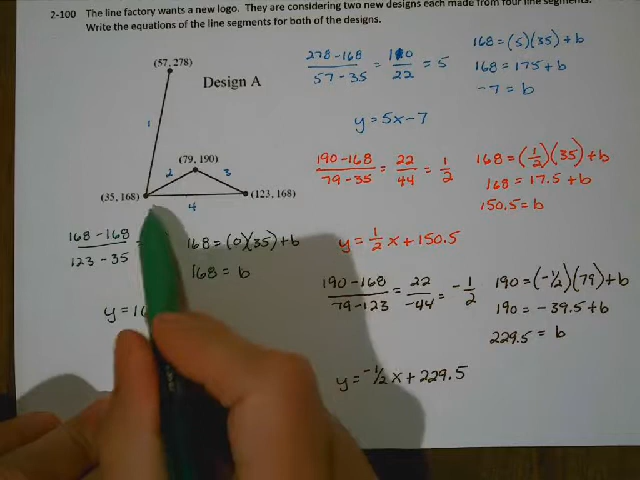 2-100 The line factory wants a new logo. They are considering two new designs each made from four line segments.
Write the equations of the line segments for both of the designs.
(57, 278)
Design A
1
(79, 190)
2
3
(35, 168)
(123, 168)
4
168-168
123-35
168=(0)(35)+b
168=b
278-168 / 57-35 = 110/22 = 5
168=(5)(35)+b
168=175+b
-7=b
y=5x-7
190-168 / 79-35 = 22/44 = 1/2
168=(1/2)(35)+b
168=17.5+b
150.5=b
y=1/2x+150.5
190-168 / 79-123 = 22/-44 = -1/2
190=(-1/2)(79)+b
190=-39.5+b
229.5=b
y=-1/2x+229.5